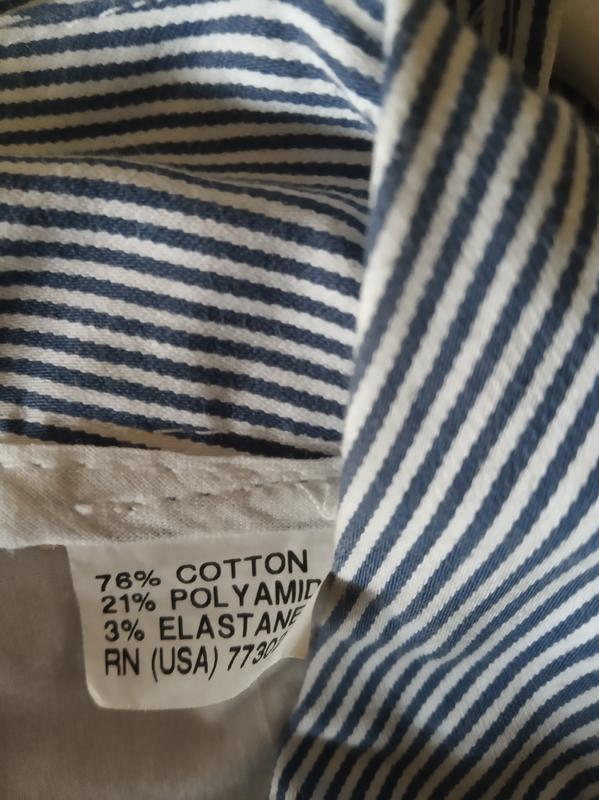 76% COTTON
21% POLYAMID
3% ELASTANE
RN (USA)